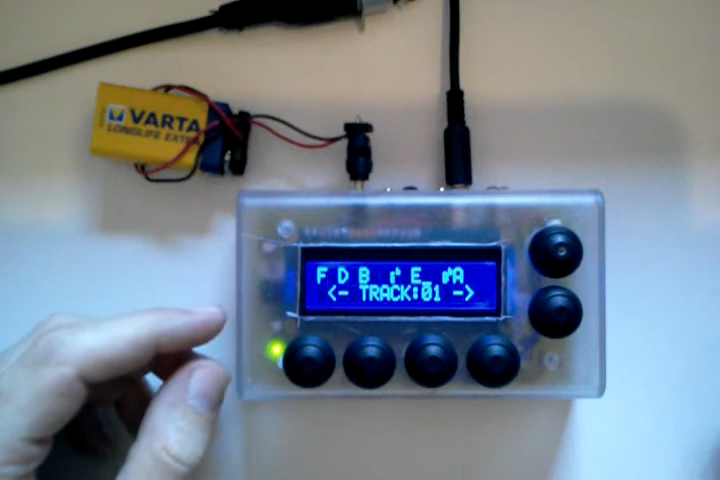 VARTA
LONGLIFE EXTRA
F D B E A
<- TRACK:01 ->